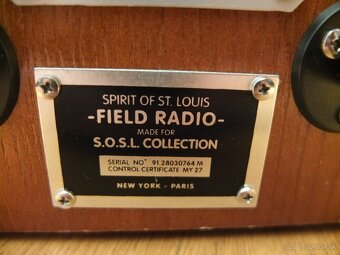 SPIRIT OF ST. LOUIS
-FIELD RADIO-
MADE FOR
S.O.S.L. COLLECTION
SERIAL NO° 91 28030764 M
CONTROL CERTIFICATE MY 27
NEW YORK - PARIS